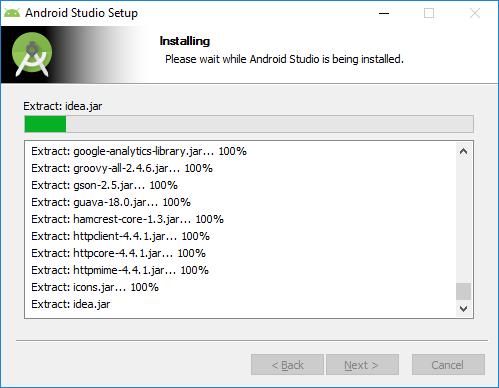 Android Studio Setup
Installing
Please wait while Android Studio is being installed.
Extract: idea.jar
Extract: google-analytics-library.jar... 100%
Extract: groovy-all-2.4.6.jar... 100%
Extract: gson-2.5.jar... 100%
Extract: guava-18.0.jar... 100%
Extract: hamcrest-core-1.3.jar... 100%
Extract: httpclient-4.4.1.jar... 100%
Extract: httpcore-4.4.1.jar... 100%
Extract: httpmime-4.4.1.jar... 100%
Extract: icons.jar... 100%
Extract: idea.jar
< Back Next > Cancel